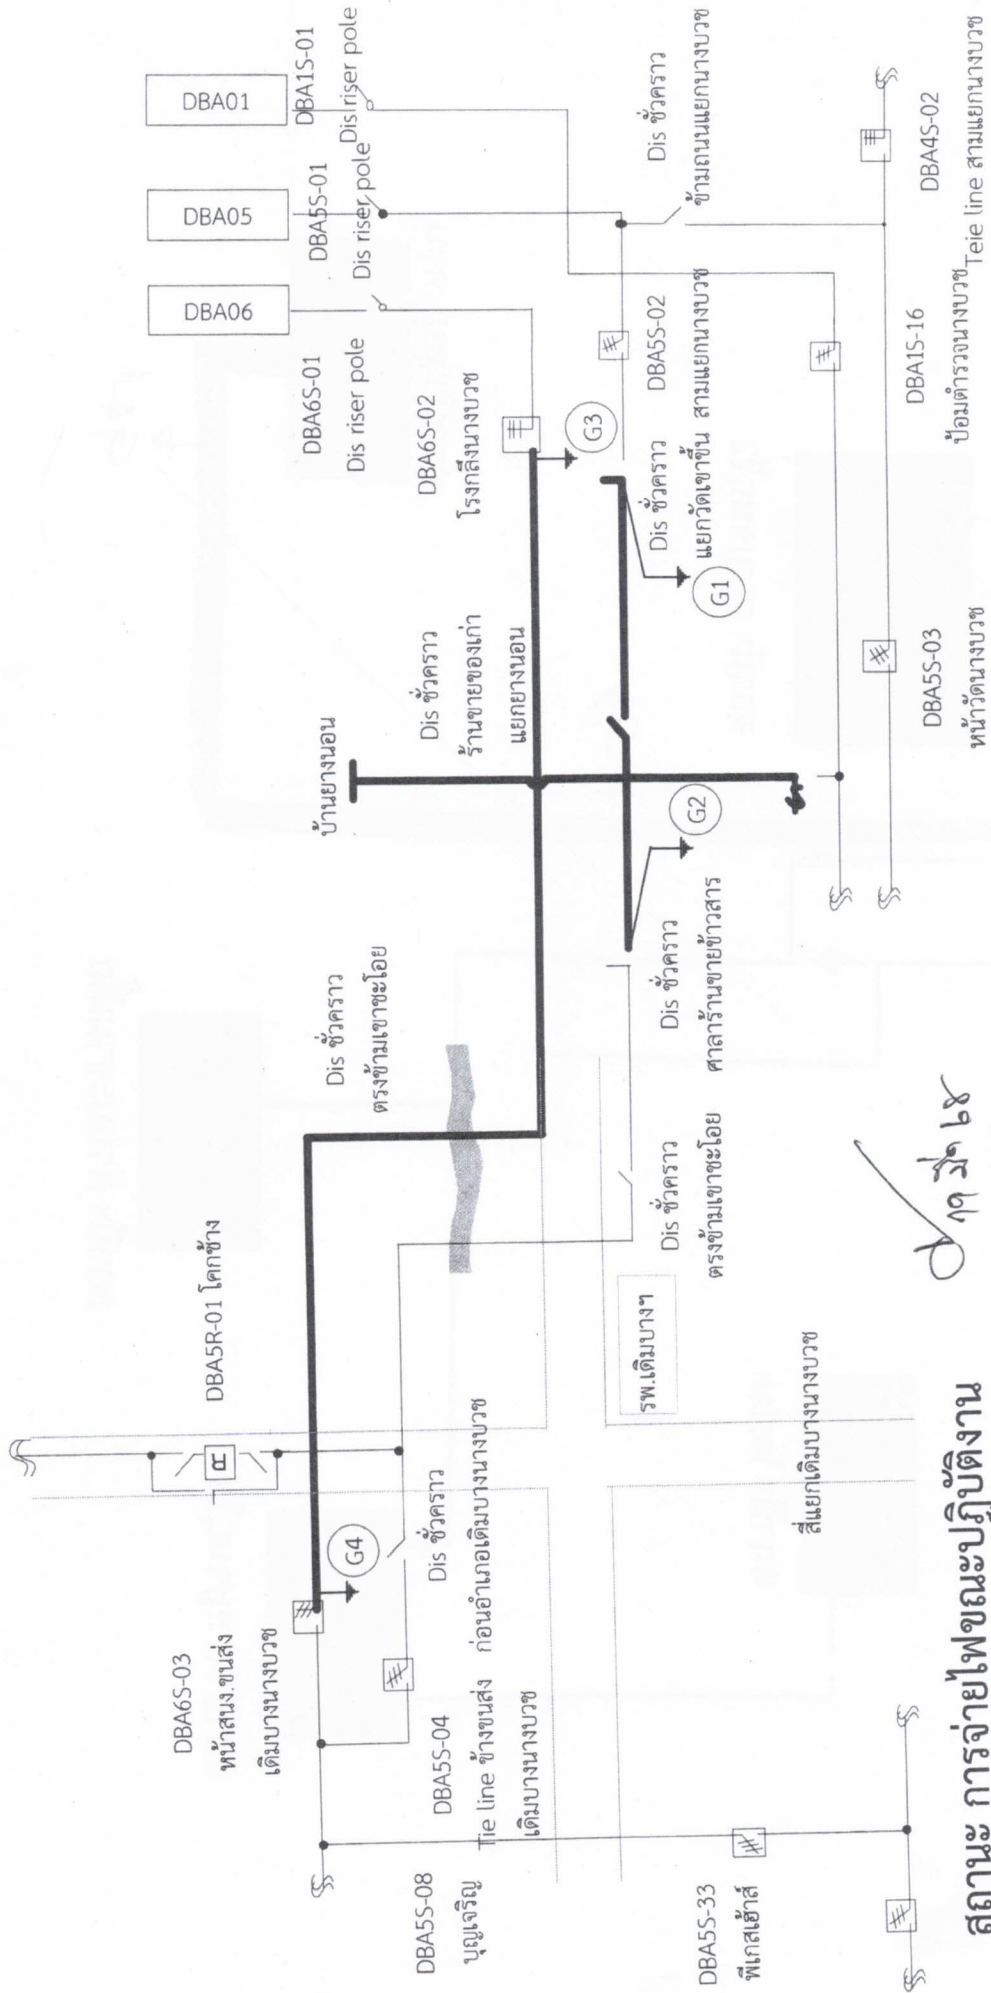 DBA01
DBA1S-01
Dis riser pole
DBA05
DBA5S-01
Dis riser pole
DBA06
DBA6S-01
Dis riser pole
DBA6S-02
โรงกลึงนางบวช
G3
Dis ชั่วคราว
ข้ามถนนแยกนางบวช
DBA5S-02
สามแยกนางบวช
Dis ชั่วคราว
แยกวัดเขาขึ้น
G1
DBA4S-02
Teie line สามแยกนางบวช
DBA1S-16
ป้อมตำรวจนางบวช
DBA5S-03
หน้าวัดนางบวช
Dis ชั่วคราว
ร้านขายของเก่า
แยกยางนอน
บ้านยางนอน
G2
Dis ชั่วคราว
ศาลาร้านขายข้าวสาร
Dis ชั่วคราว
ตรงข้ามเขาชะโอย
Dis ชั่วคราว
ตรงข้ามเขาชะโอย
รพ.เดิมบางฯ
DBA5R-01 โคกช้าง
R
G4
Dis ชั่วคราว
ก่อนอำเภอเดิมบางนางบวช
DBA6S-03
หน้าสนง.ขนส่ง
เดิมบางนางบวช
DBA5S-04
Tie line ข้างขนส่ง
เดิมบางนางบวช
DBA5S-08
บุญเจริญ
DBA5S-33
พีเกสเฮ้าส์
สี่แยกเดิมบางนางบวช
สถานะ การจ่ายไฟขณะปฏิบัติงาน